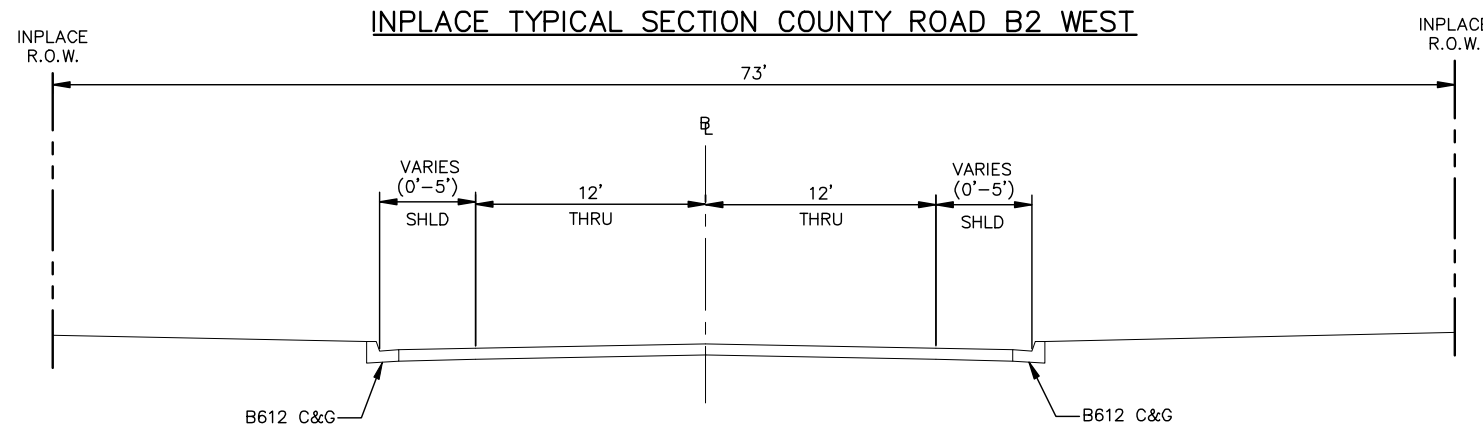 INPLACE TYPICAL SECTION COUNTY ROAD B2 WEST
INPLACE
R.O.W.
INPLACE
R.O.W.
73'
BL
VARIES
(0'-5')
SHLD
12'
THRU
12'
THRU
VARIES
(0'-5')
SHLD
B612 C&G
B612 C&G